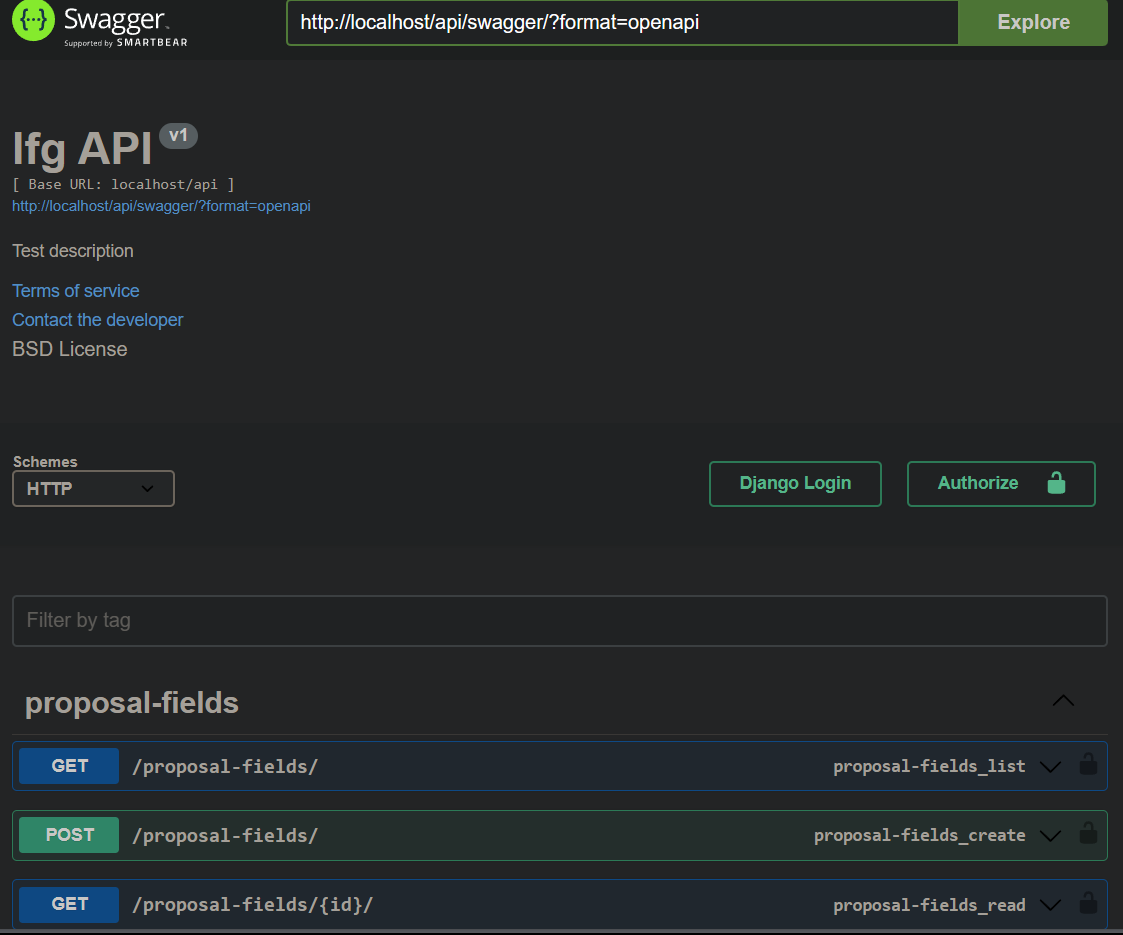 Swagger
Supported by SMARTBEAR
http://localhost/api/swagger/?format=openapi
Explore
lfg API v1
[ Base URL: localhost/api ]
http://localhost/api/swagger/?format=openapi
Test description
Terms of service
Contact the developer
BSD License
Schemes
HTTP
Django Login
Authorize
Filter by tag
proposal-fields
GET /proposal-fields/ proposal-fields_list
POST /proposal-fields/ proposal-fields_create
GET /proposal-fields/{id}/ proposal-fields_read